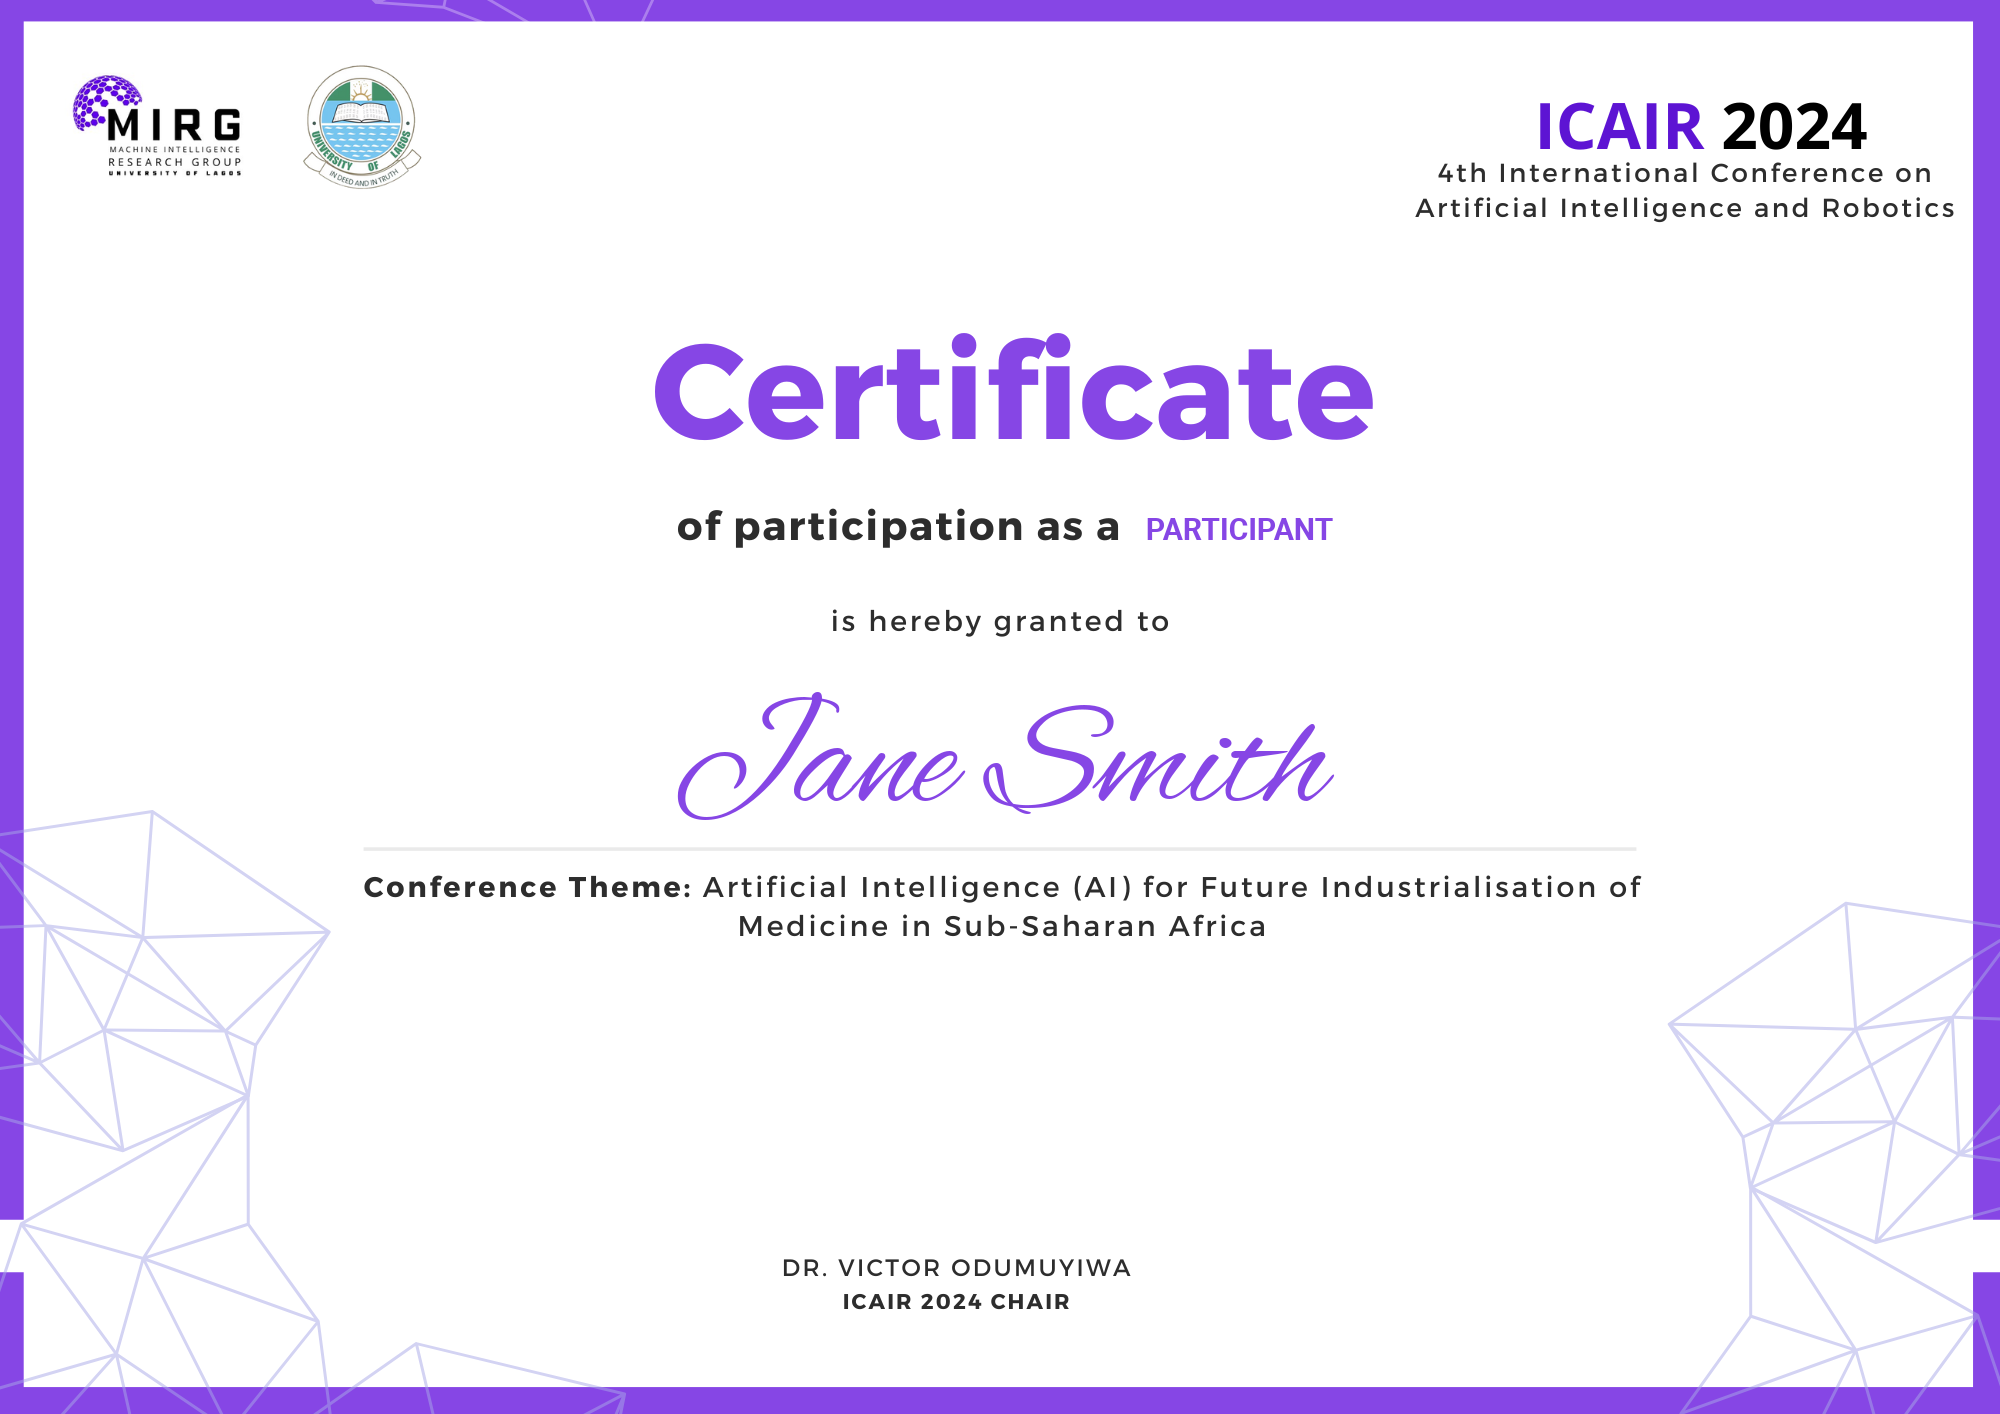 MIRG
MACHINE INTELLIGENCE
RESEARCH GROUP
UNIVERSITY OF LAGOS
UNIVERSITY OF LAGOS
IN DEED AND IN TRUTH
ICAIR 2024
4th International Conference on
Artificial Intelligence and Robotics
Certificate
of participation as a PARTICIPANT
is hereby granted to
Jane Smith
Conference Theme: Artificial Intelligence (AI) for Future Industrialisation of
Medicine in Sub-Saharan Africa
DR. VICTOR ODUMUYIWA
ICAIR 2024 CHAIR